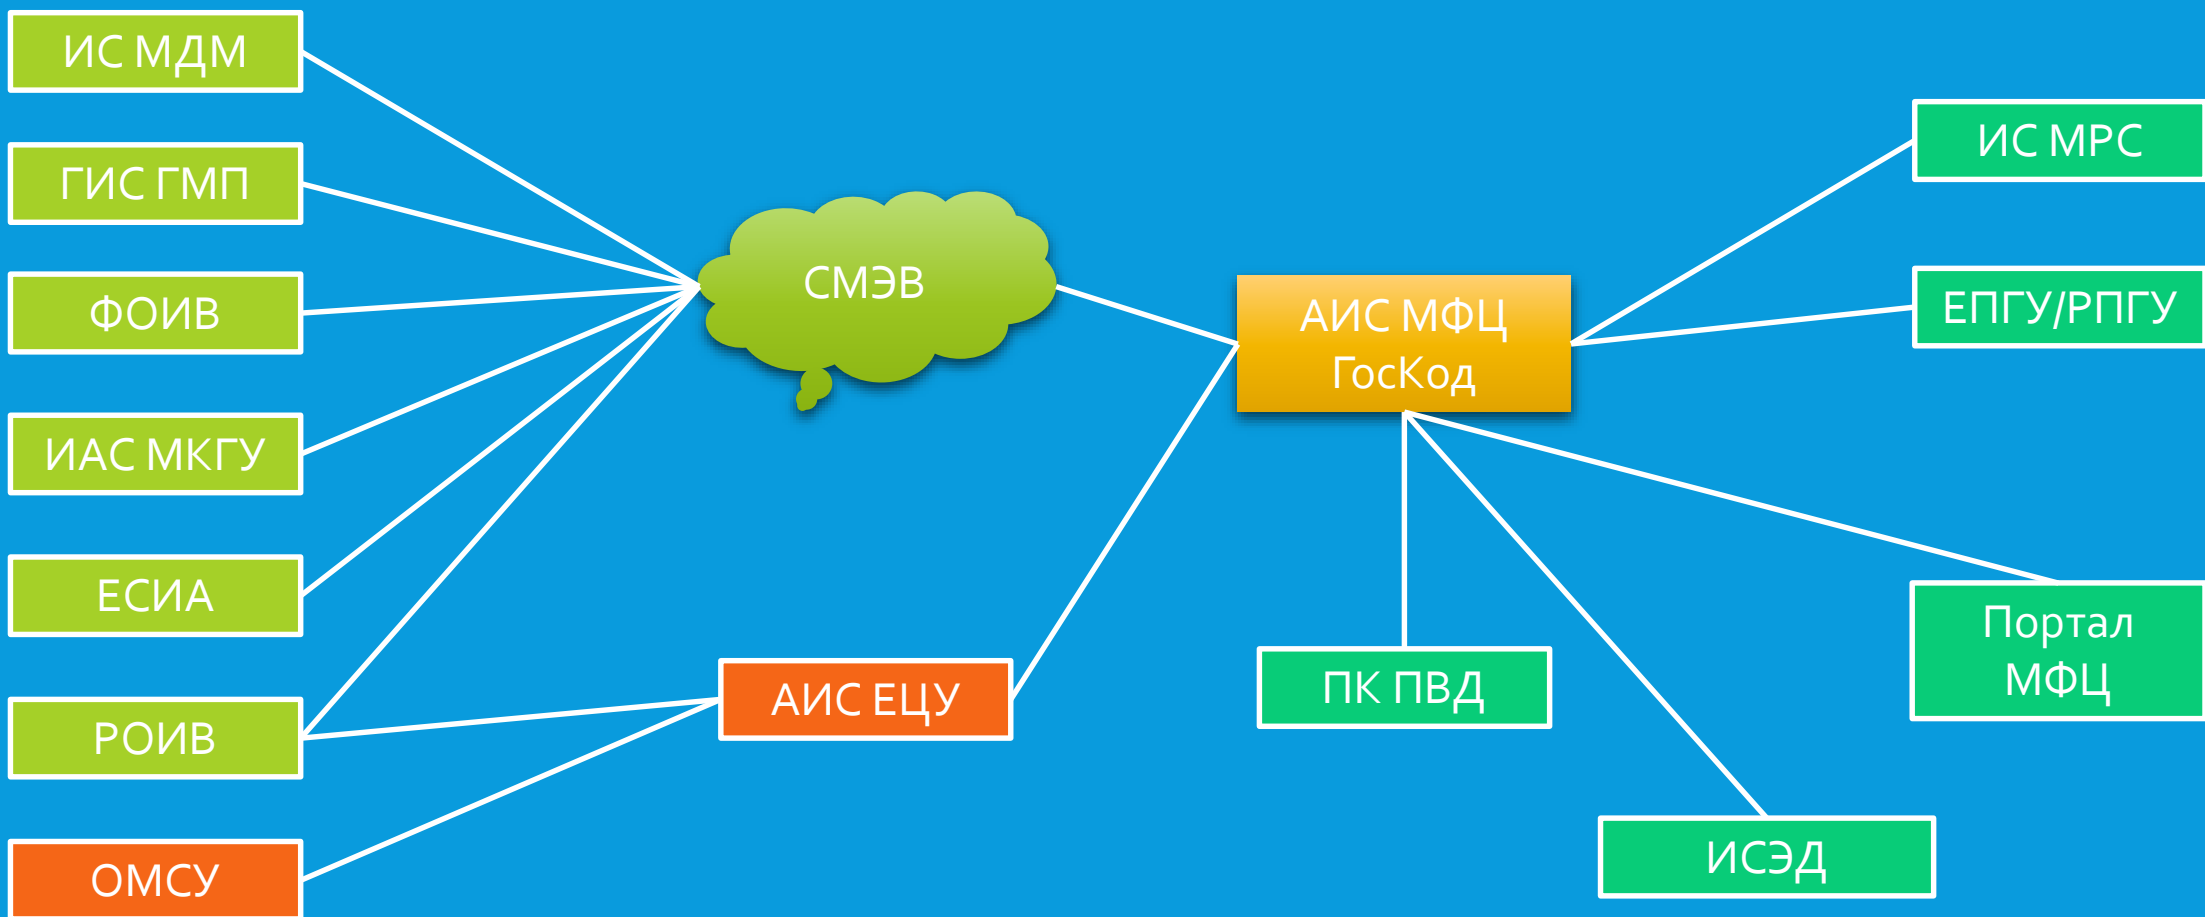 ИС МДМ
ГИС ГМП
ФОИВ
ИАС МКГУ
ЕСИА
РОИВ
ОМСУ
СМЭВ
АИС ЕЦУ
АИС МФЦ
ГосКод
ПК ПВД
ИСЭД
ИС МРС
ЕПГУ/РПГУ
Портал
МФЦ